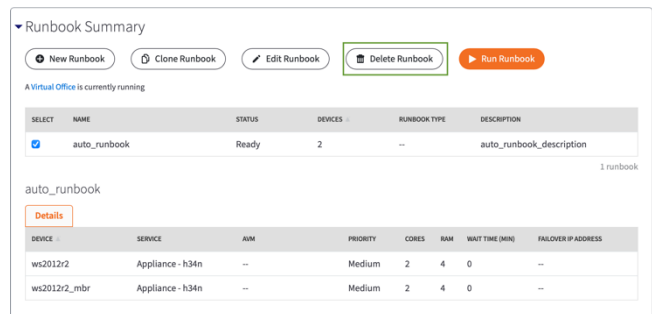 Runbook Summary
New Runbook Clone Runbook Edit Runbook Delete Runbook Run Runbook
A Virtual Office is currently running
SELECT NAME STATUS DEVICES RUNBOOK TYPE DESCRIPTION
auto_runbook Ready 2 -- auto_runbook_description
1 runbook
auto_runbook
Details
DEVICE SERVICE AVM PRIORITY CORES RAM WAIT TIME (MIN) FAILOVER IP ADDRESS
ws2012r2 Appliance - h34n -- Medium 2 4 0 --
ws2012r2_mbr Appliance - h34n -- Medium 2 4 0 --